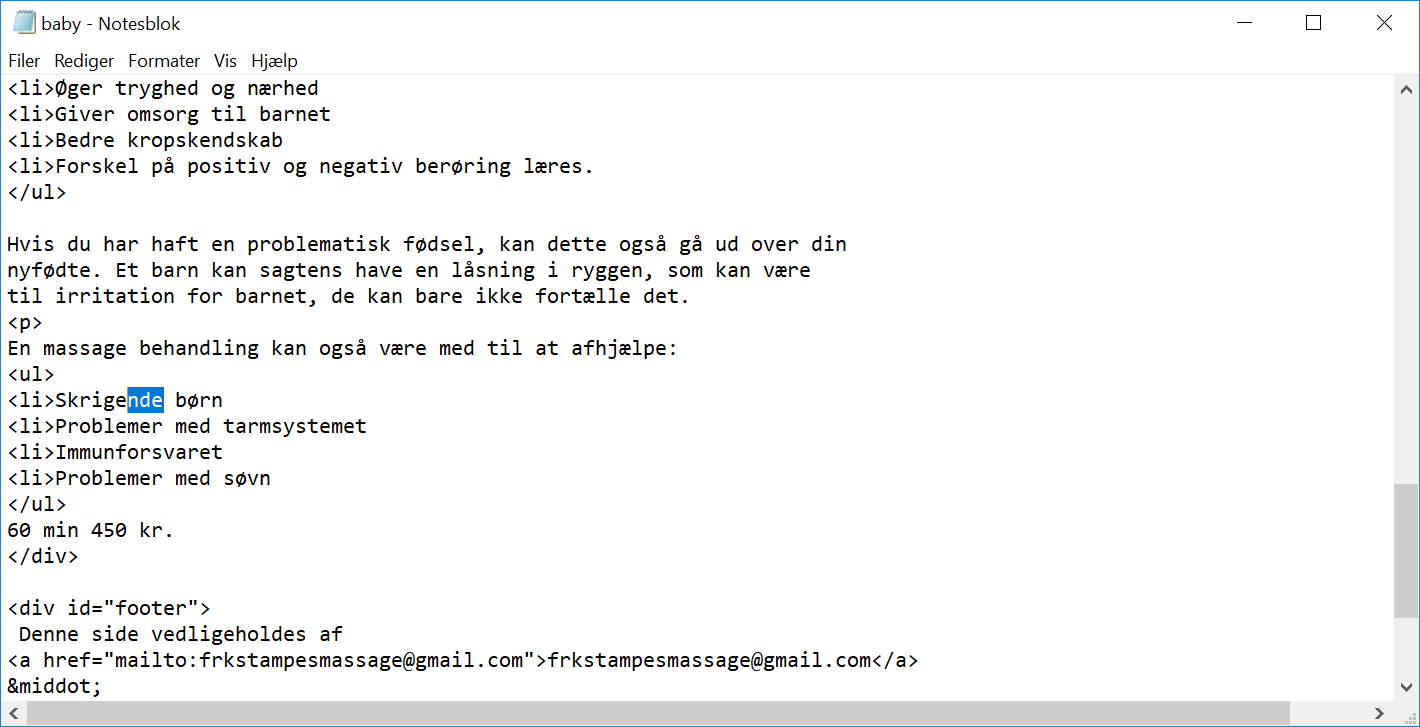 baby - Notesblok
Filer Rediger Formater Vis Hjælp
<li>Øger tryghed og nærhed
<li>Giver omsorg til barnet
<li>Bedre kropskendskab
<li>Forskel på positiv og negativ berøring læres.
</ul>
Hvis du har haft en problematisk fødsel, kan dette også gå ud over din
nyfødte. Et barn kan sagtens have en låsning i ryggen, som kan være
til irritation for barnet, de kan bare ikke fortælle det.
<p>
En massage behandling kan også være med til at afhjælpe:
<ul>
<li>Skrigende børn
<li>Problemer med tarmsystemet
<li>Immunforsvaret
<li>Problemer med søvn
</ul>
60 min 450 kr.
</div>
<div id="footer">
Denne side vedligeholdes af
<a href="mailto:frkstampesmassage@gmail.com">frkstampesmassage@gmail.com</a>
&middot;